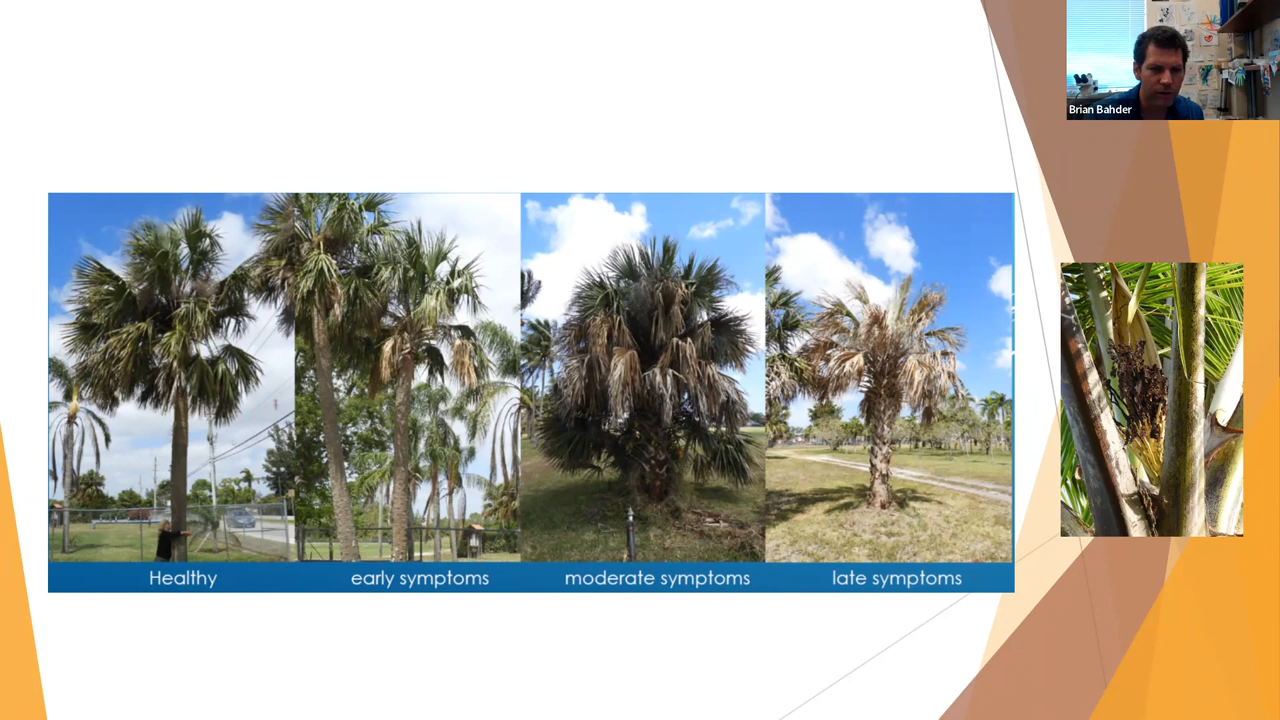 Brian Bahder
Healthy
early symptoms
moderate symptoms
late symptoms